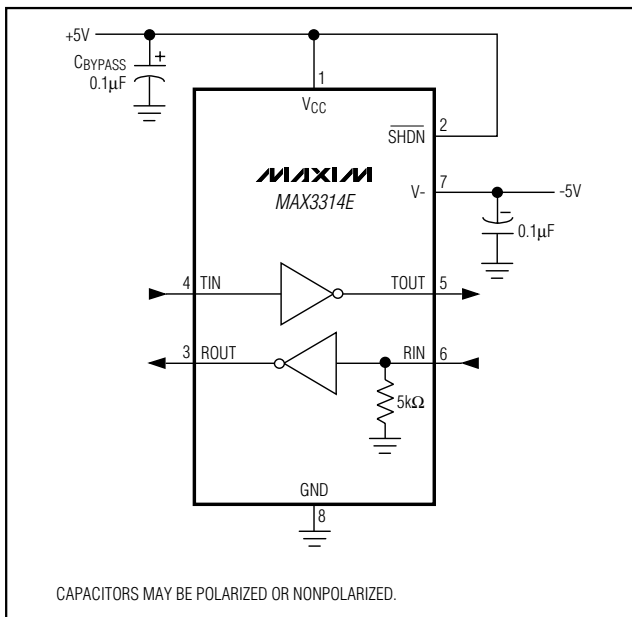 +5V
CBYPASS
0.1μF
+
1
VCC
SHDN
2
MAXIM
MAX3314E
V-
7
-5V
−
0.1μF
4
TIN
TOUT
5
3
ROUT
RIN
6
5kΩ
GND
8
CAPACITORS MAY BE POLARIZED OR NONPOLARIZED.